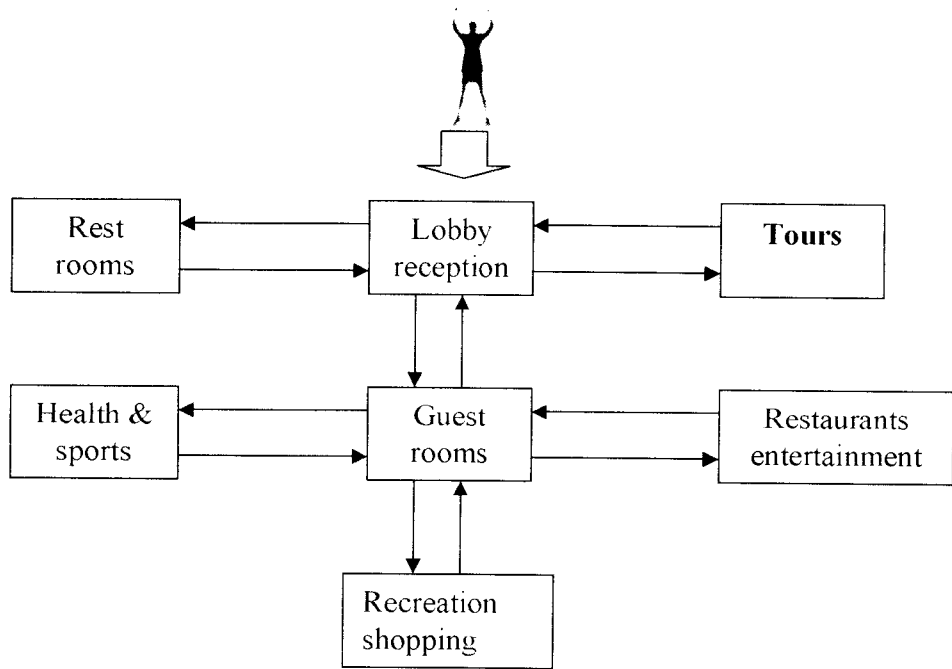 Rest
rooms
Lobby
reception
Tours
Health &
sports
Guest
rooms
Restaurants
entertainment
Recreation
shopping